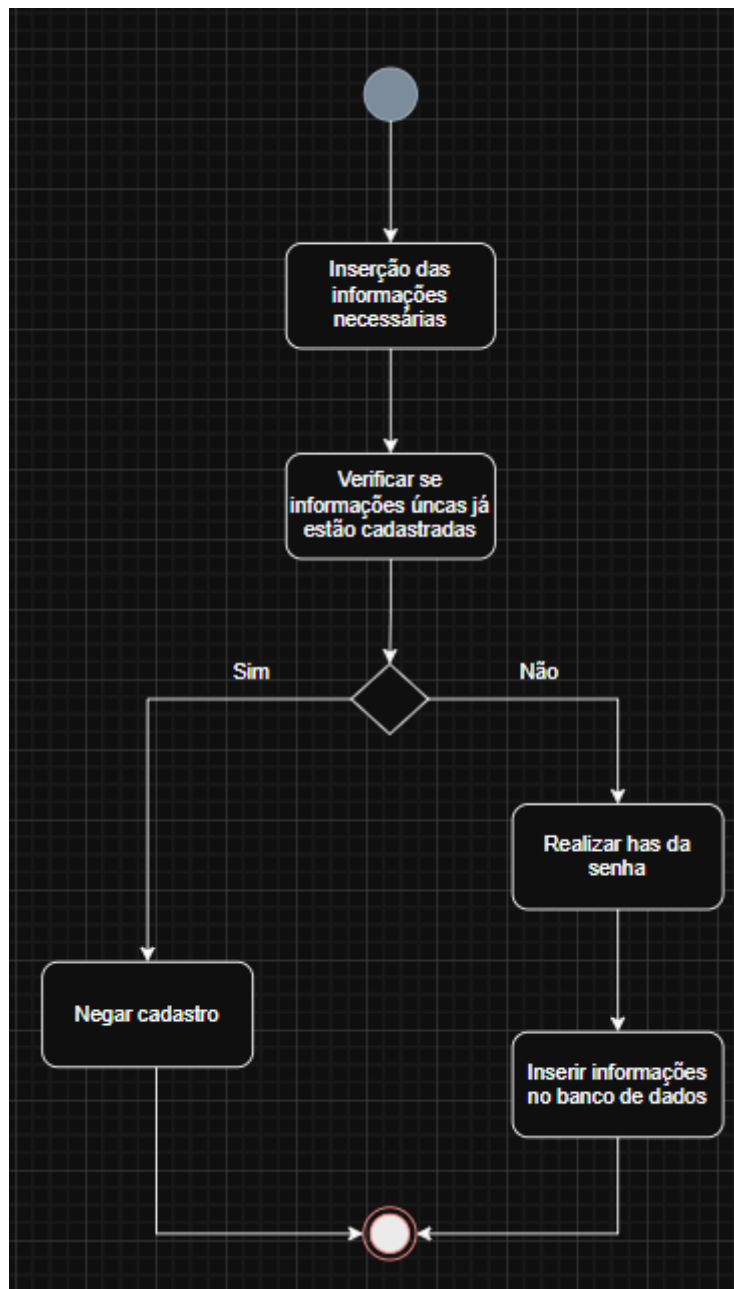 Inserção das
informações
necessárias
Verificar se
informações úncas já
estão cadastradas
Sim
Não
Realizar has da
senha
Negar cadastro
Inserir informações
no banco de dados